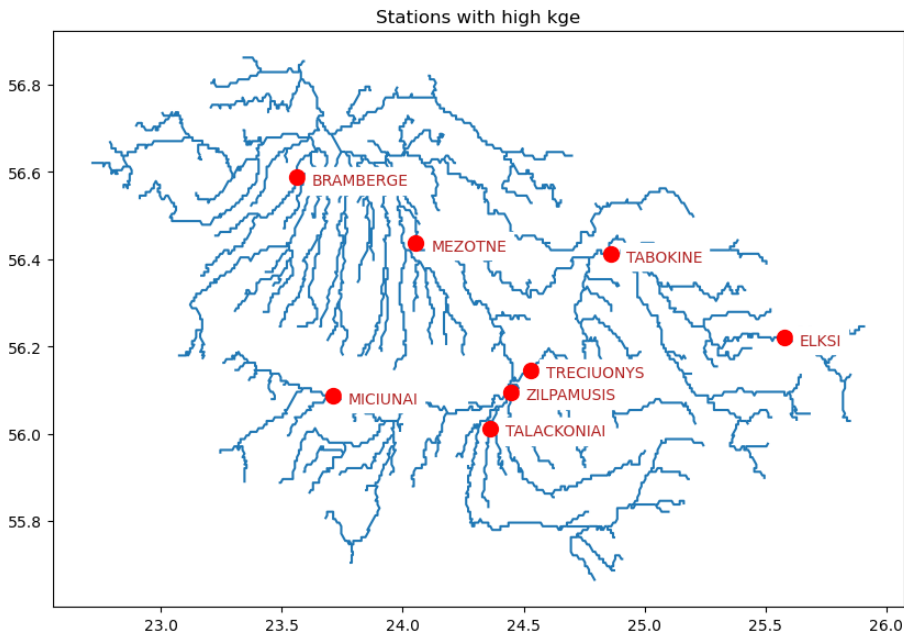 Stations with high kge
56.8
56.6
BRAMBERGE
MEZOTNE
56.4
TABOKINE
56.2
ELKSI
TRECIUONYS
ZILPAMUSIS
MICIUNAI
56.0
TALACKONIAI
55.8
23.0 23.5 24.0 24.5 25.0 25.5 26.0